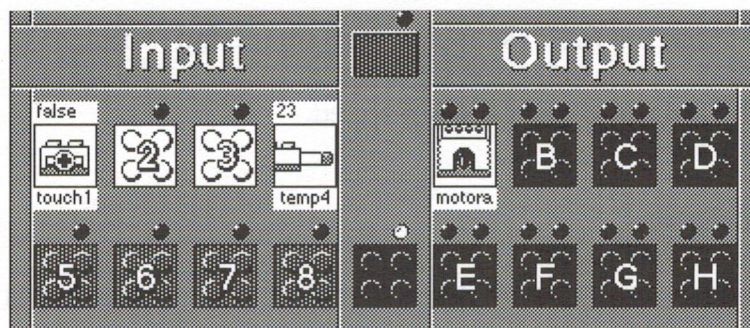 Input Output
false 23
2 3 B C D
touch1 temp4 motora
5 6 7 8 E F G H